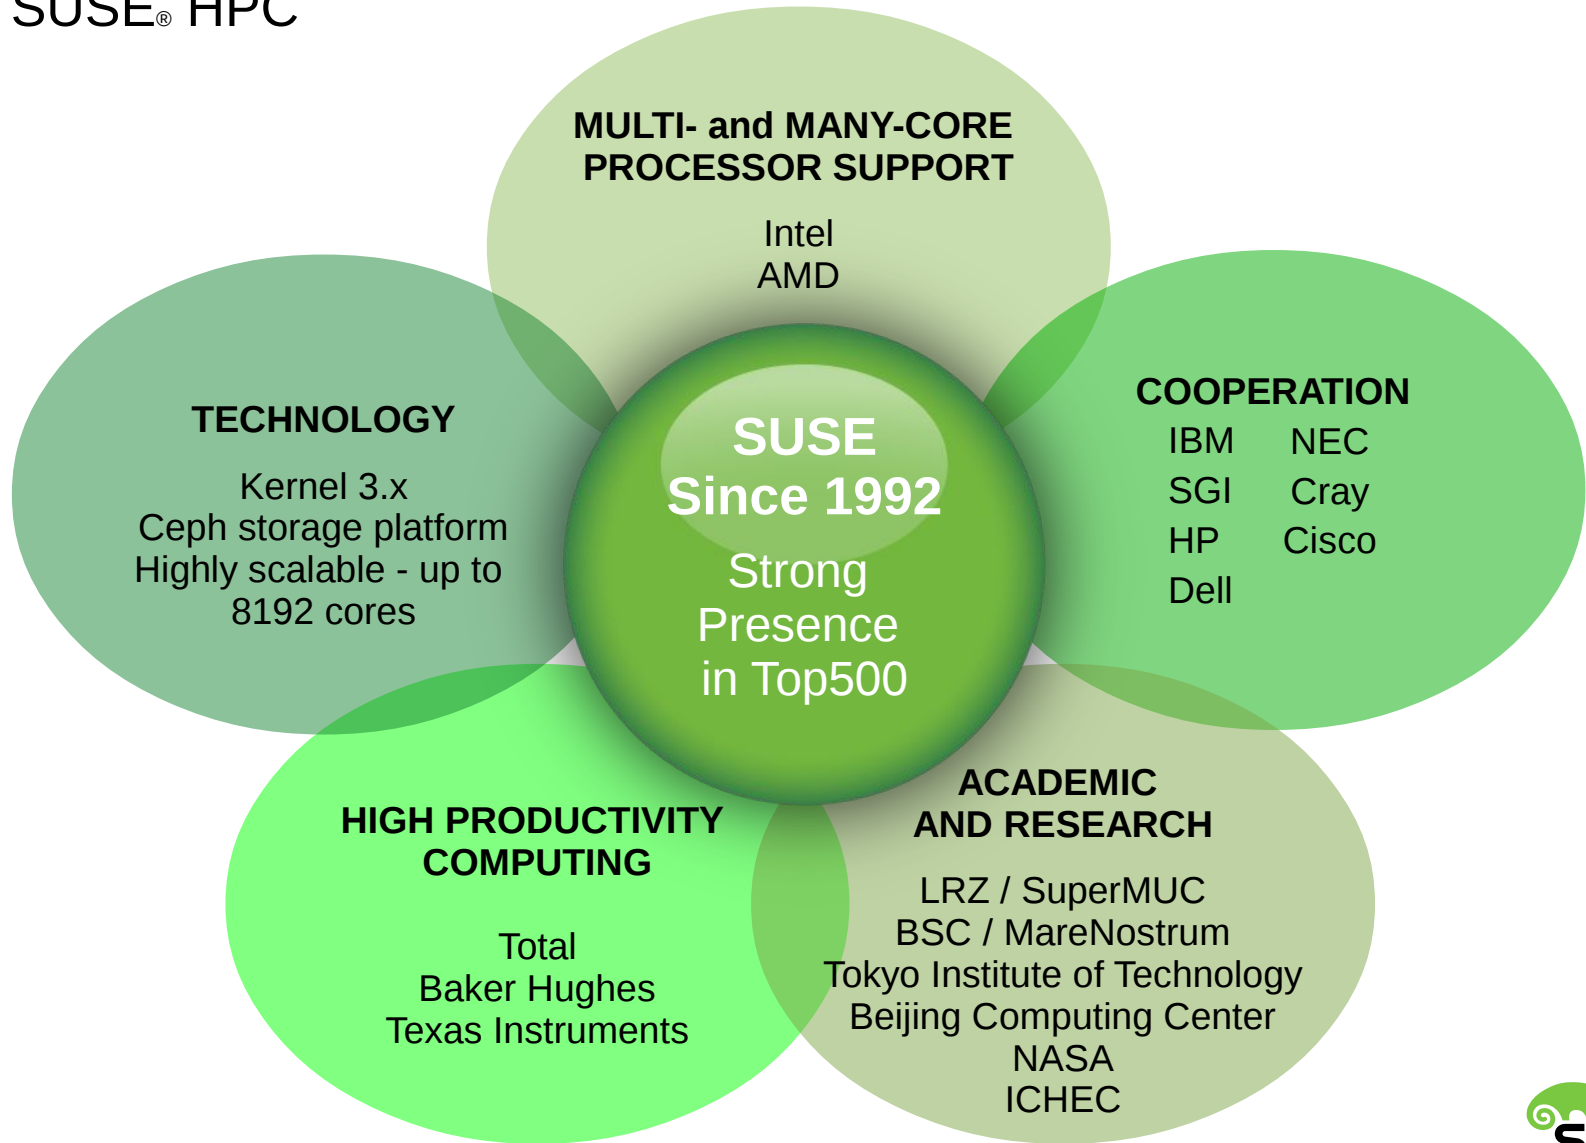 SUSE® HPC
MULTI- and MANY-CORE
PROCESSOR SUPPORT
Intel
AMD
TECHNOLOGY
Kernel 3.x
Ceph storage platform
Highly scalable - up to
8192 cores
SUSE
Since 1992
Strong
Presence
in Top500
COOPERATION
IBM NEC
SGI Cray
HP Cisco
Dell
HIGH PRODUCTIVITY
COMPUTING
Total
Baker Hughes
Texas Instruments
ACADEMIC
AND RESEARCH
LRZ / SuperMUC
BSC / MareNostrum
Tokyo Institute of Technology
Beijing Computing Center
NASA
ICHEC